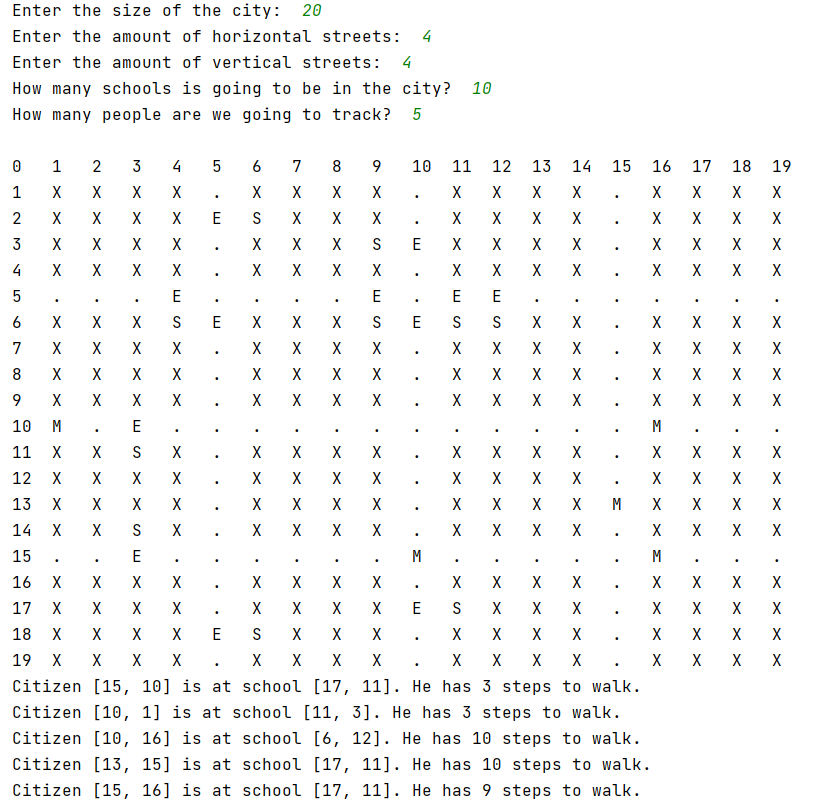 Enter the size of the city:  20
Enter the amount of horizontal streets:  4
Enter the amount of vertical streets:  4
How many schools is going to be in the city?  10
How many people are we going to track?  5

0   1   2   3   4   5   6   7   8   9   10  11  12  13  14  15  16  17  18  19
1   X   X   X   X   .   X   X   X   X   .   X   X   X   X   .   X   X   X   X
2   X   X   X   X   E   S   X   X   X   .   X   X   X   X   .   X   X   X   X
3   X   X   X   X   .   X   X   X   S   E   X   X   X   X   .   X   X   X   X
4   X   X   X   X   .   X   X   X   X   .   X   X   X   X   .   X   X   X   X
5   .   .   .   E   .   .   .   .   E   .   E   E   .   .   .   .   .   .   .
6   X   X   X   S   E   X   X   X   S   E   S   S   X   X   .   X   X   X   X
7   X   X   X   X   .   X   X   X   X   .   X   X   X   X   .   X   X   X   X
8   X   X   X   X   .   X   X   X   X   .   X   X   X   X   .   X   X   X   X
9   X   X   X   X   .   X   X   X   X   .   X   X   X   X   .   X   X   X   X
10  M   .   E   .   .   .   .   .   .   .   .   .   .   .   .   M   .   .   .
11  X   X   S   X   .   X   X   X   X   .   X   X   X   X   .   X   X   X   X
12  X   X   X   X   .   X   X   X   X   .   X   X   X   X   .   X   X   X   X
13  X   X   X   X   .   X   X   X   X   .   X   X   X   X   M   X   X   X   X
14  X   X   S   X   .   X   X   X   X   .   X   X   X   X   .   X   X   X   X
15  .   .   E   .   .   .   .   .   .   M   .   .   .   .   .   M   .   .   .
16  X   X   X   X   .   X   X   X   X   .   X   X   X   X   .   X   X   X   X
17  X   X   X   X   .   X   X   X   X   E   S   X   X   X   .   X   X   X   X
18  X   X   X   X   E   S   X   X   X   .   X   X   X   X   .   X   X   X   X
19  X   X   X   X   .   X   X   X   X   .   X   X   X   X   .   X   X   X   X
Citizen [15, 10] is at school [17, 11]. He has 3 steps to walk.
Citizen [10, 1] is at school [11, 3]. He has 3 steps to walk.
Citizen [10, 16] is at school [6, 12]. He has 10 steps to walk.
Citizen [13, 15] is at school [17, 11]. He has 10 steps to walk.
Citizen [15, 16] is at school [17, 11]. He has 9 steps to walk.